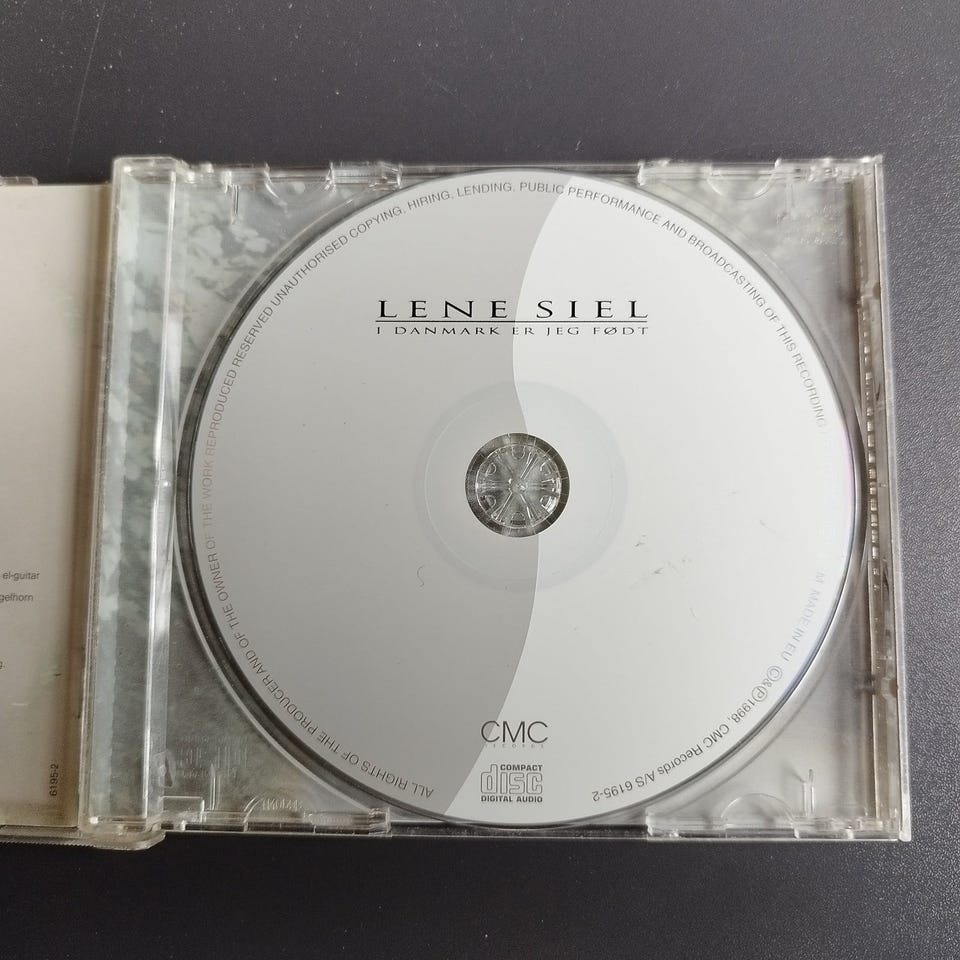 LENE SIEL
I DANMARK ER JEG FØDT
ALL RIGHTS OF THE PRODUCER AND OF THE OWNER OF THE WORK REPRODUCED RESERVED UNAUTHORISED COPYING, HIRING, LENDING, PUBLIC PERFORMANCE AND BROADCASTING OF THIS RECORDING
MADE IN EU ©&℗1998, CMC Records A/S 6195-2
CMC
RECORDS
COMPACT
disc
DIGITAL AUDIO
el-guitar
6195-2